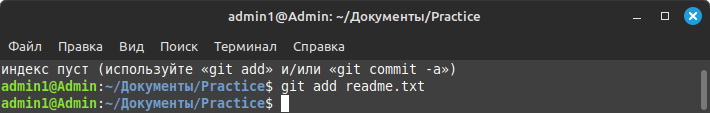 admin1@Admin: ~/Документы/Practice
Файл Правка Вид Поиск Терминал Справка
индекс пуст (используйте «git add» и/или «git commit -a»)
admin1@Admin:~/Документы/Practice$ git add readme.txt
admin1@Admin:~/Документы/Practice$